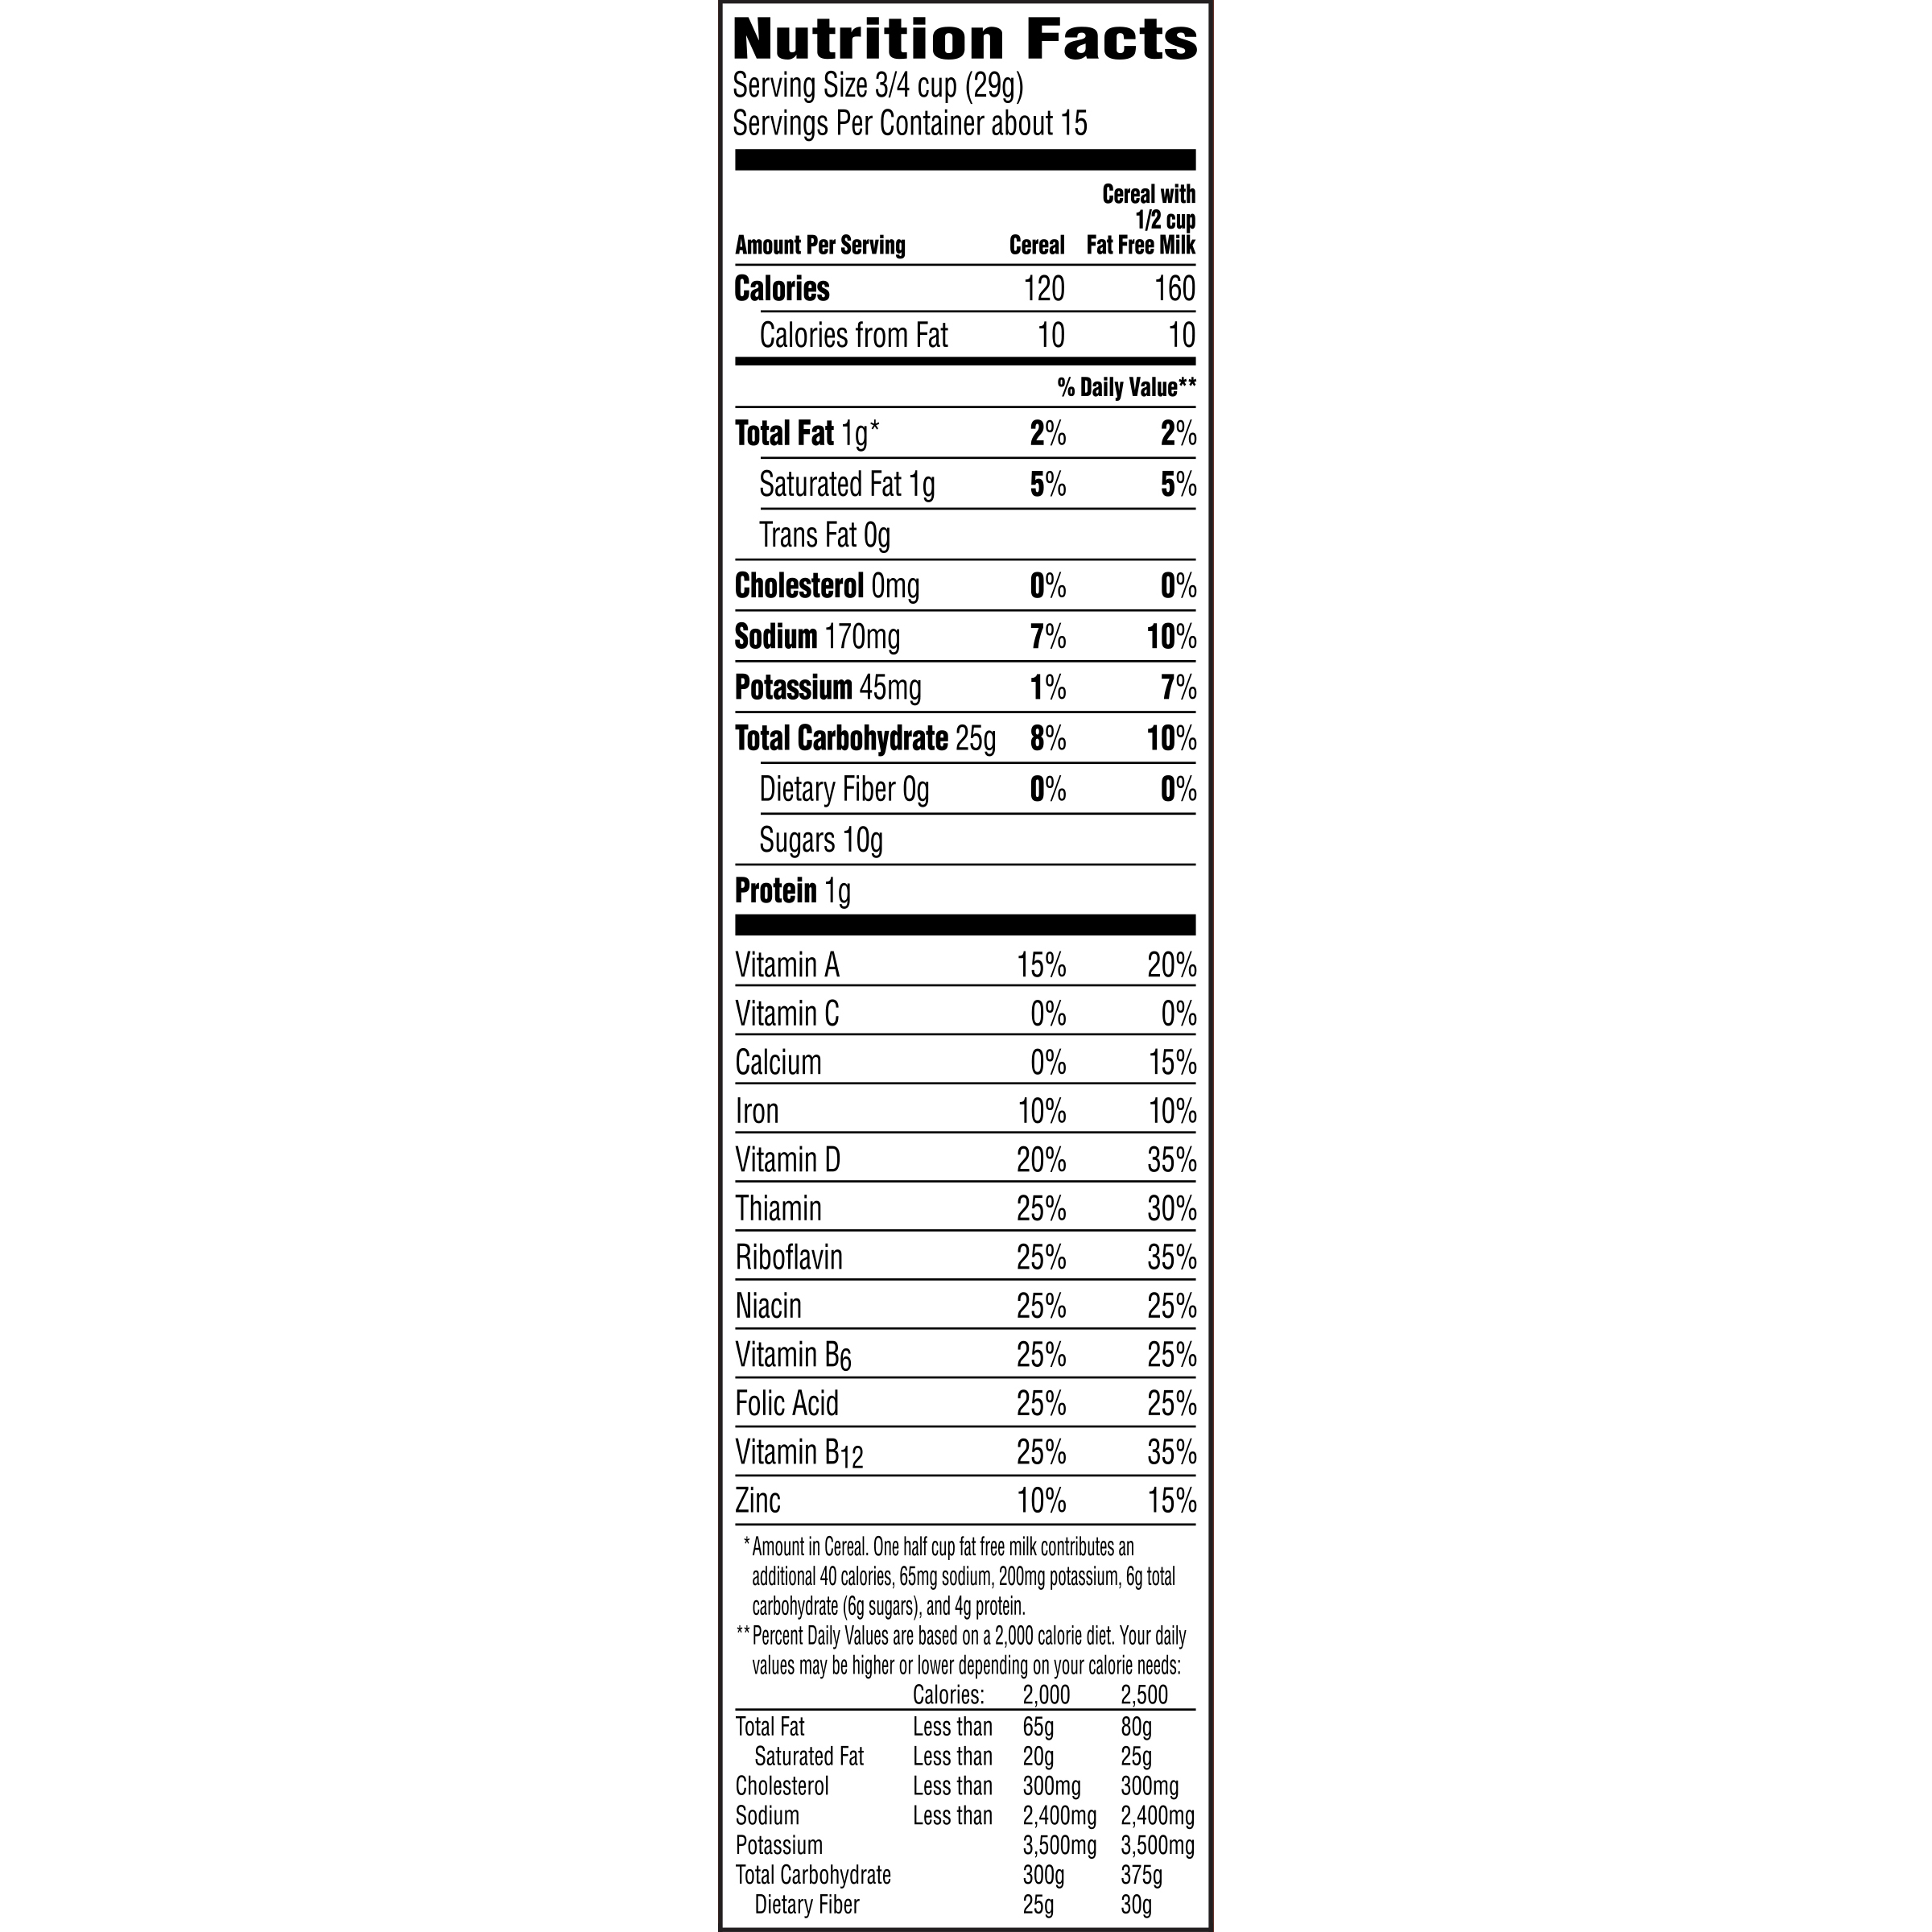 Nutrition Facts
Serving Size 3/4 cup (29g)
Servings Per Container about 15
Cereal with
1/2 cup
Amount Per Serving Cereal Fat Free Milk
Calories 120 160
Calories from Fat 10 10
% Daily Value**
Total Fat 1g* 2% 2%
Saturated Fat 1g 5% 5%
Trans Fat 0g
Cholesterol 0mg 0% 0%
Sodium 170mg 7% 10%
Potassium 45mg 1% 7%
Total Carbohydrate 25g 8% 10%
Dietary Fiber 0g 0% 0%
Sugars 10g
Protein 1g
Vitamin A 15% 20%
Vitamin C 0% 0%
Calcium 0% 15%
Iron 10% 10%
Vitamin D 20% 35%
Thiamin 25% 30%
Riboflavin 25% 35%
Niacin 25% 25%
Vitamin B6 25% 25%
Folic Acid 25% 25%
Vitamin B12 25% 35%
Zinc 10% 15%
* Amount in Cereal. One half cup fat free milk contributes an
additional 40 calories, 65mg sodium, 200mg potassium, 6g total
carbohydrate (6g sugars), and 4g protein.
** Percent Daily Values are based on a 2,000 calorie diet. Your daily
values may be higher or lower depending on your calorie needs:
Calories: 2,000 2,500
Total Fat Less than 65g 80g
Saturated Fat Less than 20g 25g
Cholesterol Less than 300mg 300mg
Sodium Less than 2,400mg 2,400mg
Potassium 3,500mg 3,500mg
Total Carbohydrate 300g 375g
Dietary Fiber 25g 30g